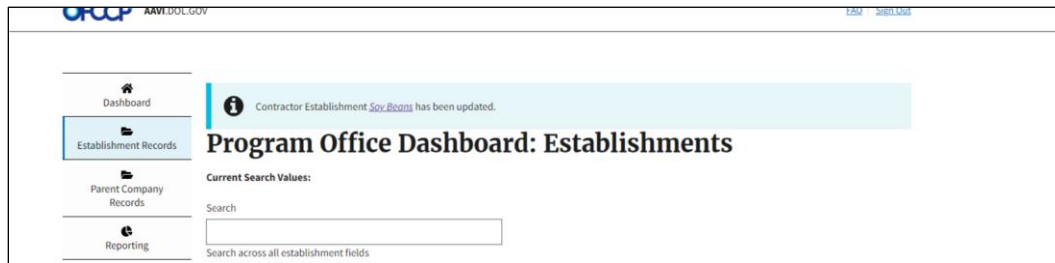 OFCCP AAVI.DOL.GOV
FAQ | Sign Out
Dashboard
Contractor Establishment Soy Beans has been updated.
Establishment Records
Program Office Dashboard: Establishments
Parent Company
Records
Current Search Values:
Search
Reporting
Search across all establishment fields